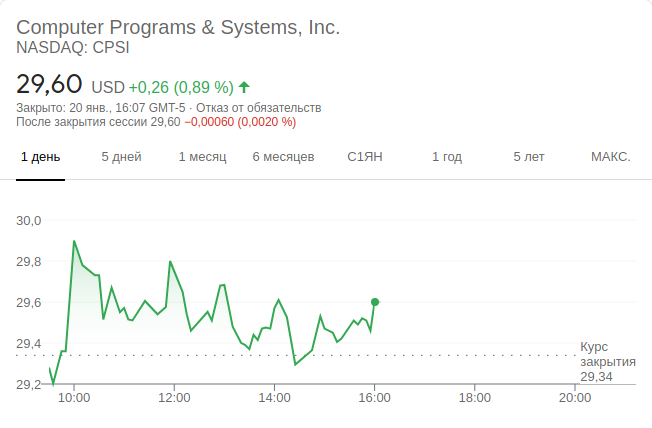 Computer Programs & Systems, Inc.
NASDAQ: CPSI
29,60 USD +0,26 (0,89 %)
Закрыто: 20 янв., 16:07 GMT-5 · Отказ от обязательств
После закрытия сессии 29,60 −0,00060 (0,0020 %)
1 день 5 дней 1 месяц 6 месяцев С1ЯН 1 год 5 лет МАКС.
30,0
29,8
29,6
29,4
29,2
Курс
закрытия
29,34
10:00 12:00 14:00 16:00 18:00 20:00